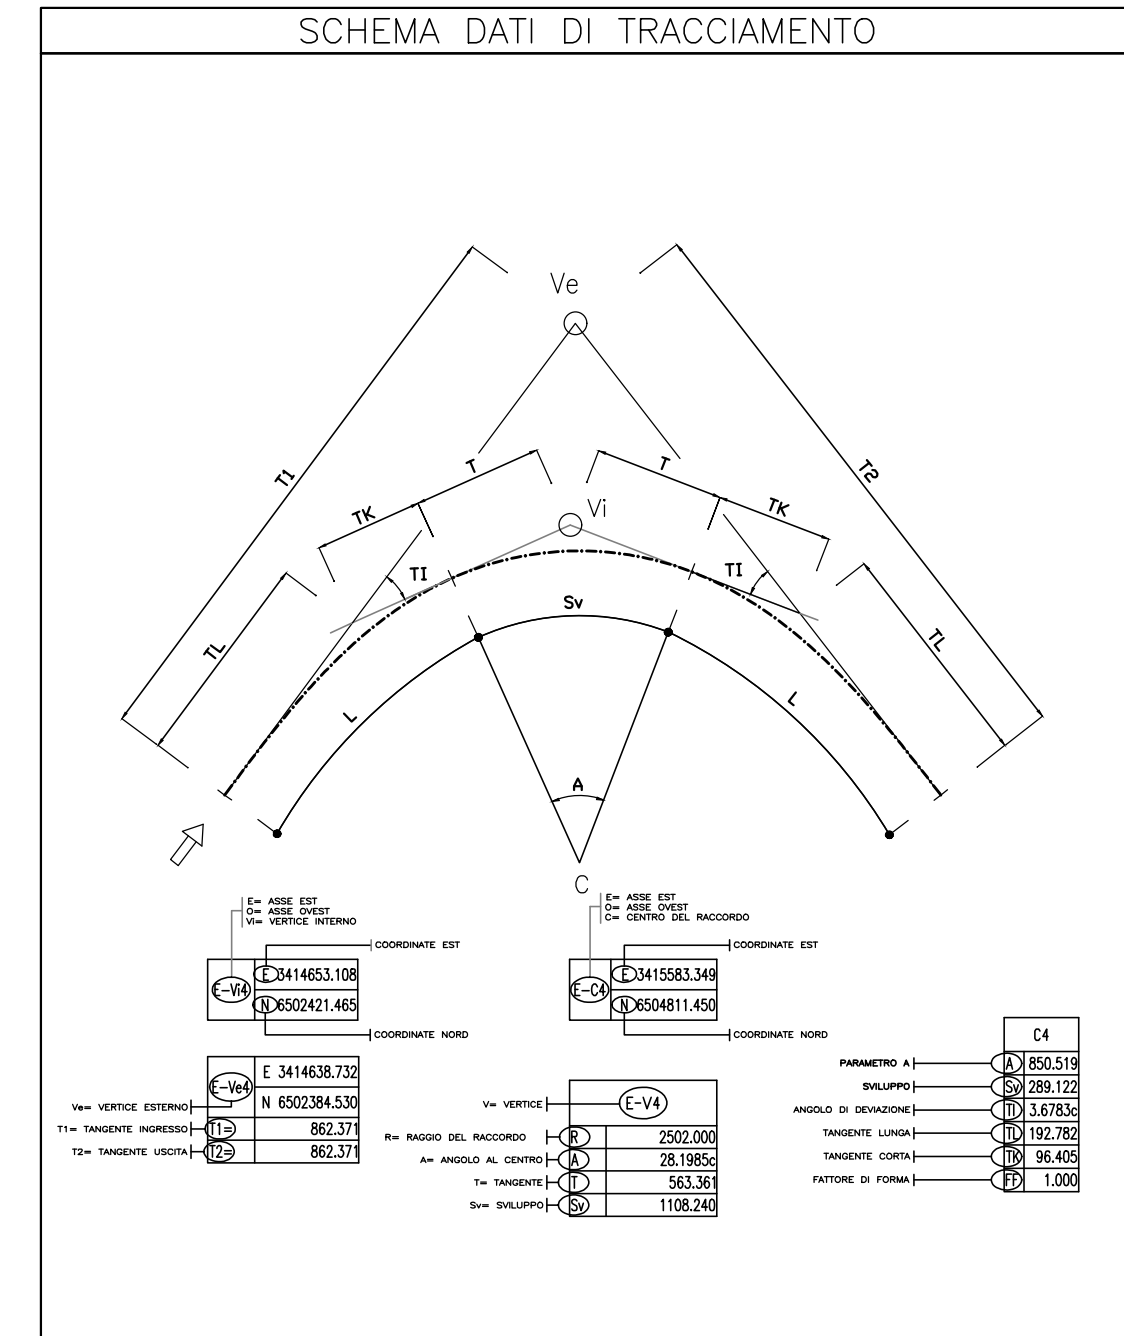 SCHEMA DATI DI TRACCIAMENTO
Ve
T1
T2
T
T
TK
TK
Vi
TI
TI
TL
TL
Sv
L
L
A
C
E= ASSE EST
O= ASSE OVEST
Vi= VERTICE INTERNO
COORDINATE EST
E-Vi4
E 3414653.108
N 6502421.465
COORDINATE NORD
E= ASSE EST
O= ASSE OVEST
C= CENTRO DEL RACCORDO
COORDINATE EST
E-C4
E 3415583.349
N 6504811.450
COORDINATE NORD
E-Ve4
E 3414638.732
N 6502384.530
Ve= VERTICE ESTERNO
T1= TANGENTE INGRESSO T1= 862.371
T2= TANGENTE USCITA T2= 862.371
V= VERTICE E-V4
R= RAGGIO DEL RACCORDO R 2502.000
A= ANGOLO AL CENTRO A 28.1985c
T= TANGENTE T 563.361
Sv= SVILUPPO Sv 1108.240
C4
PARAMETRO A A 850.519
SVILUPPO Sv 289.122
ANGOLO DI DEVIAZIONE TI 3.6783c
TANGENTE LUNGA TL 192.782
TANGENTE CORTA TK 96.405
FATTORE DI FORMA FF 1.000